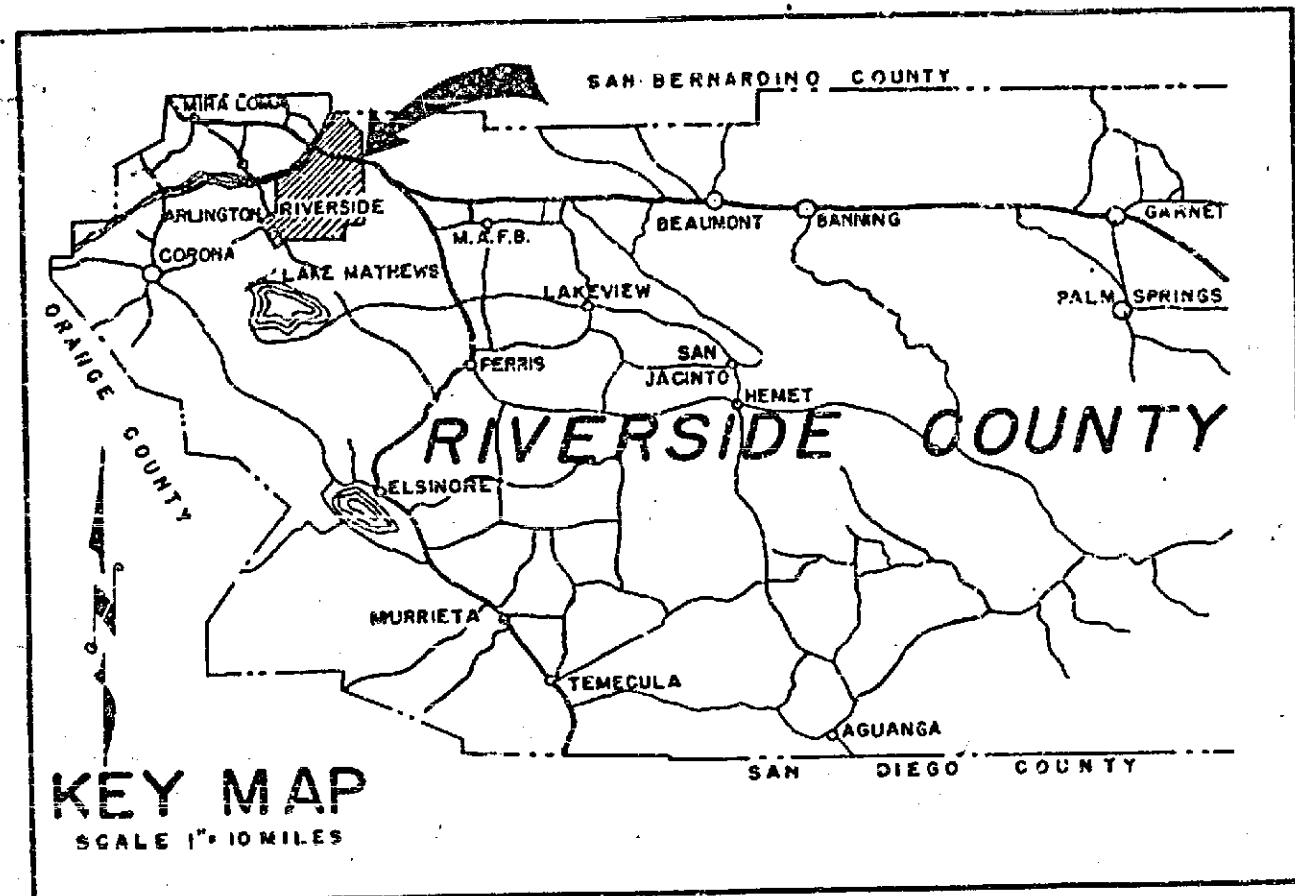 SAN BERNARDINO COUNTY
MIRA LOMA
ARLINGTON
RIVERSIDE
BEAUMONT
BANNING
GARNET
M.A.F.B.
CORONA
LAKE MATHEWS
LAKEVIEW
PALM SPRINGS
ORANGE COUNTY
PERRIS
SAN
JACINTO
HEMET
RIVERSIDE COUNTY
ELSINORE
MURRIETA
TEMECULA
AGUANGA
SAN DIEGO COUNTY
KEY MAP
SCALE 1"= 10 MILES